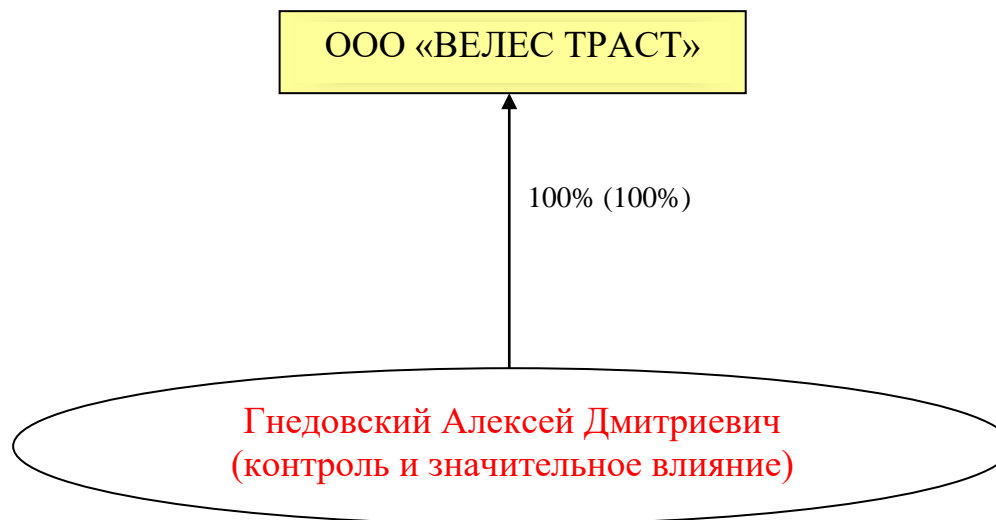 ООО «ВЕЛЕС ТРАСТ»
100% (100%)
Гнедовский Алексей Дмитриевич
(контроль и значительное влияние)